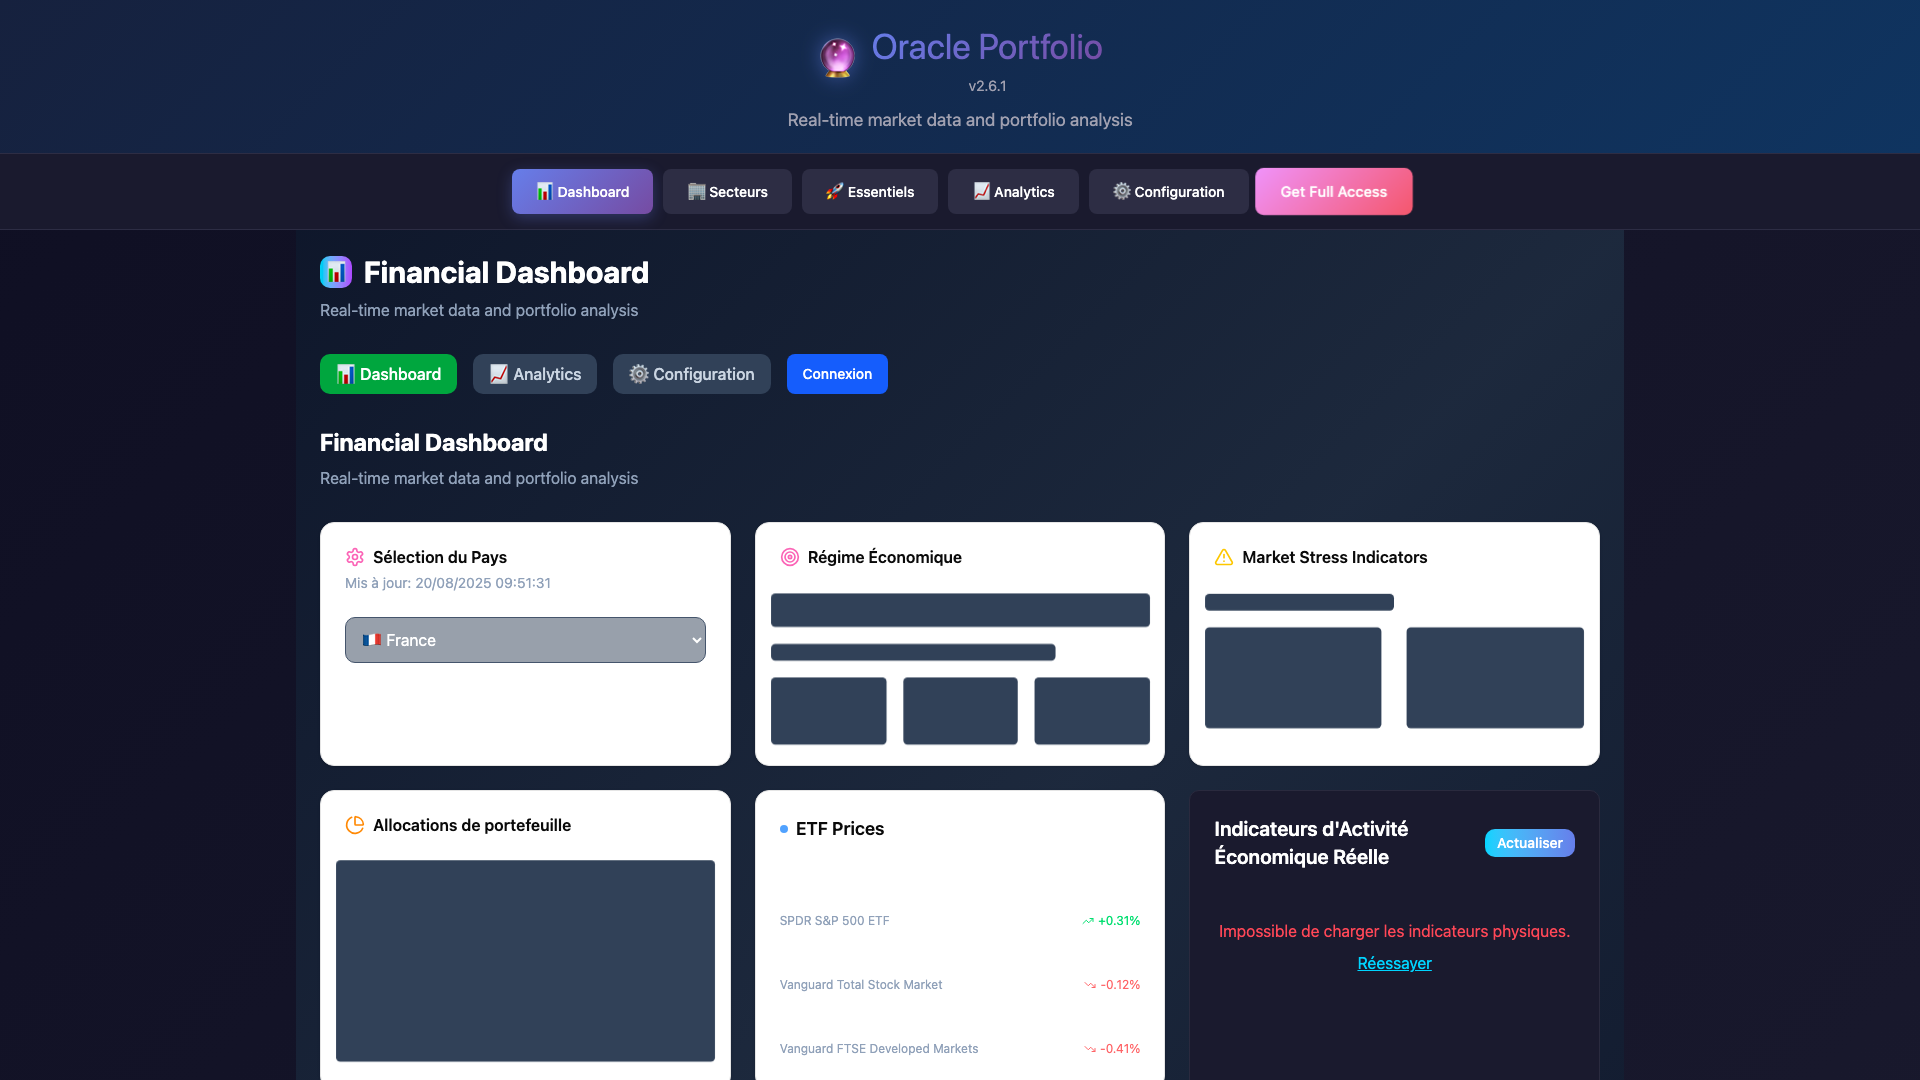 Oracle Portfolio
v2.6.1
Real-time market data and portfolio analysis
Dashboard
Secteurs
Essentiels
Analytics
Configuration
Get Full Access
Financial Dashboard
Real-time market data and portfolio analysis
Dashboard
Analytics
Configuration
Connexion
Financial Dashboard
Real-time market data and portfolio analysis
Sélection du Pays
Mis à jour: 20/08/2025 09:51:31
France
Régime Économique
Market Stress Indicators
Allocations de portefeuille
ETF Prices
SPDR S&P 500 ETF
+0.31%
Vanguard Total Stock Market
-0.12%
Vanguard FTSE Developed Markets
-0.41%
Indicateurs d'Activité
Économique Réelle
Actualiser
Impossible de charger les indicateurs physiques.
Réessayer